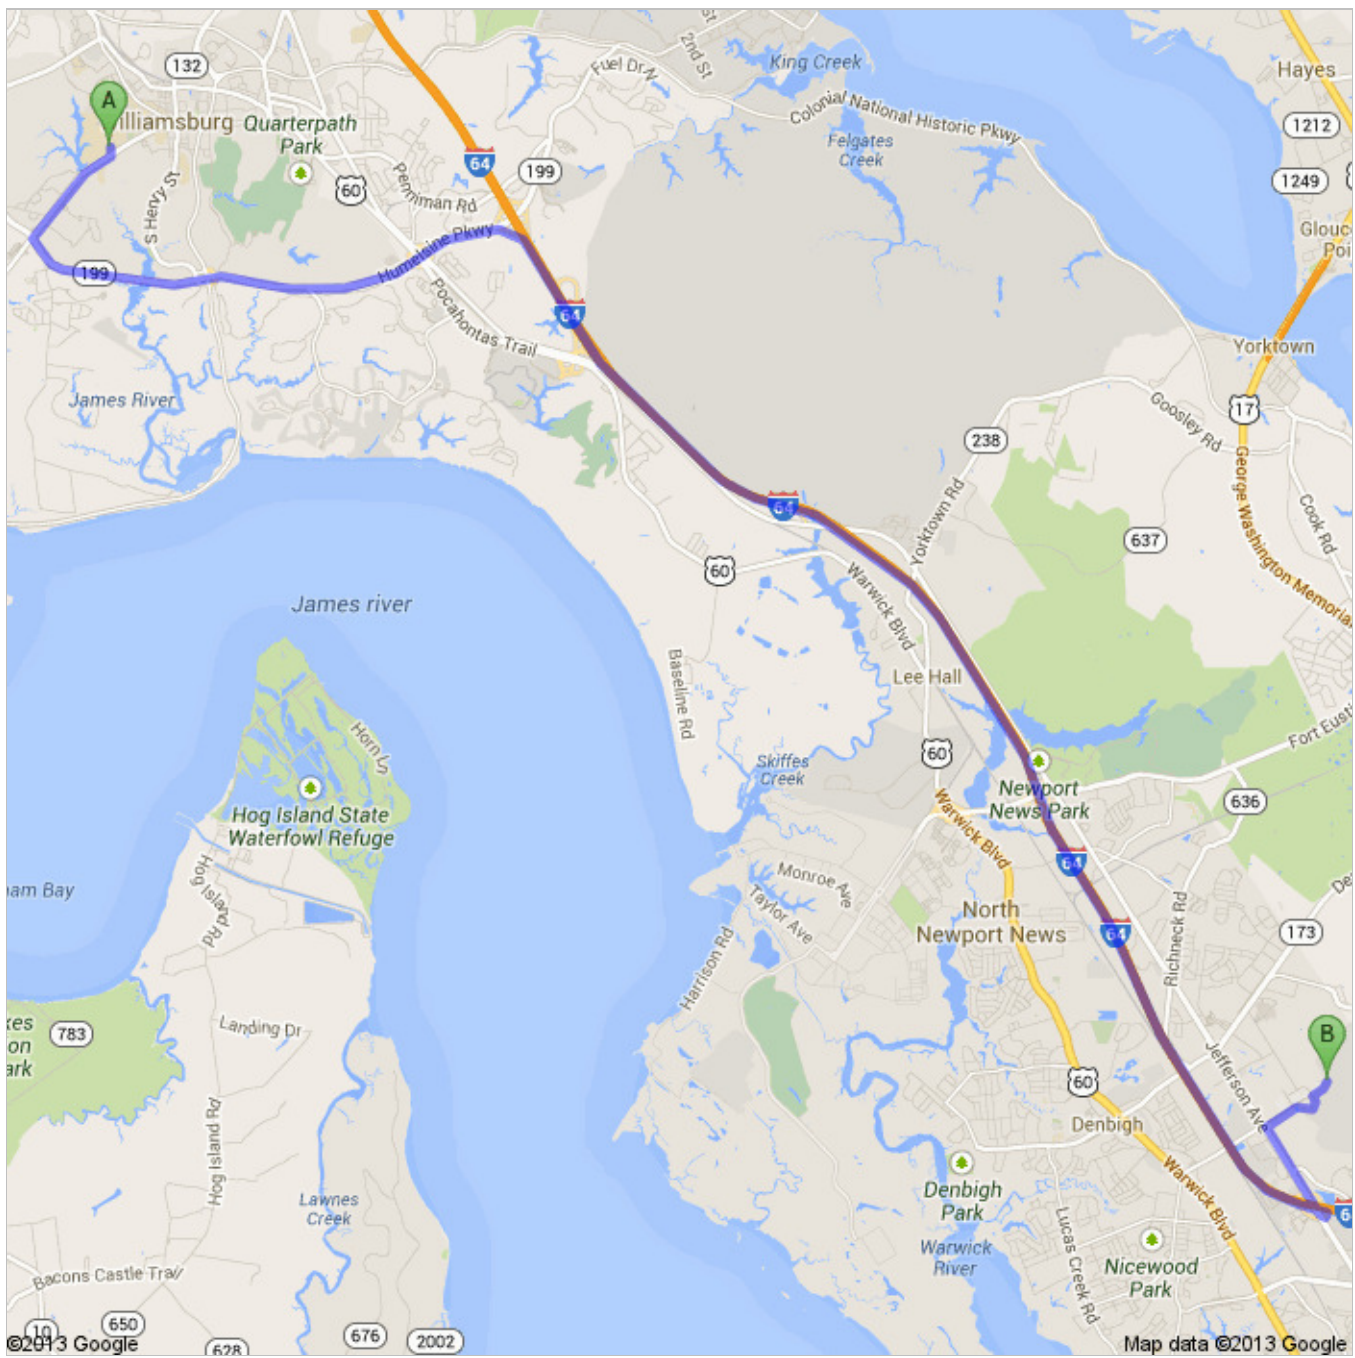 St
2nd St
King Creek
Hayes
132
Fuel Dr
A
Williamsburg
Quarterpath
Park
Colonial National Historic Pkwy
1212
Felgates
Creek
64
199
1249
60
Penniman Rd
S Henry St
Humelsine Pkwy
199
Pocahontas Trail
64
Yorktown
James River
Goosley Rd
17
238
George Washington Memorial
Yorktown Rd
Cook Rd
64
637
60
Warwick Blvd
James river
Baseline Rd
Lee Hall
Horn
Fort Eusti
60
Skiffes
Creek
Newport
News Park
636
Hog Island State
Waterfowl Refuge
Warwick Blvd
Hog Island Rd
64
Monroe Ave
Taylor Ave
Richneck Rd
North
Newport News
64
173
Harrison Rd
783
Landing Dr
B
Jefferson Ave
60
Denbigh
Hog Island Rd
Denbigh
Park
Warwick Blvd
Lawnes
Creek
Lucas Creek Rd
Warwick
River
Nicewood
Park
Bacons Castle Trail
10
650
628
676
2002
©2013 Google
Map data ©2013 Google